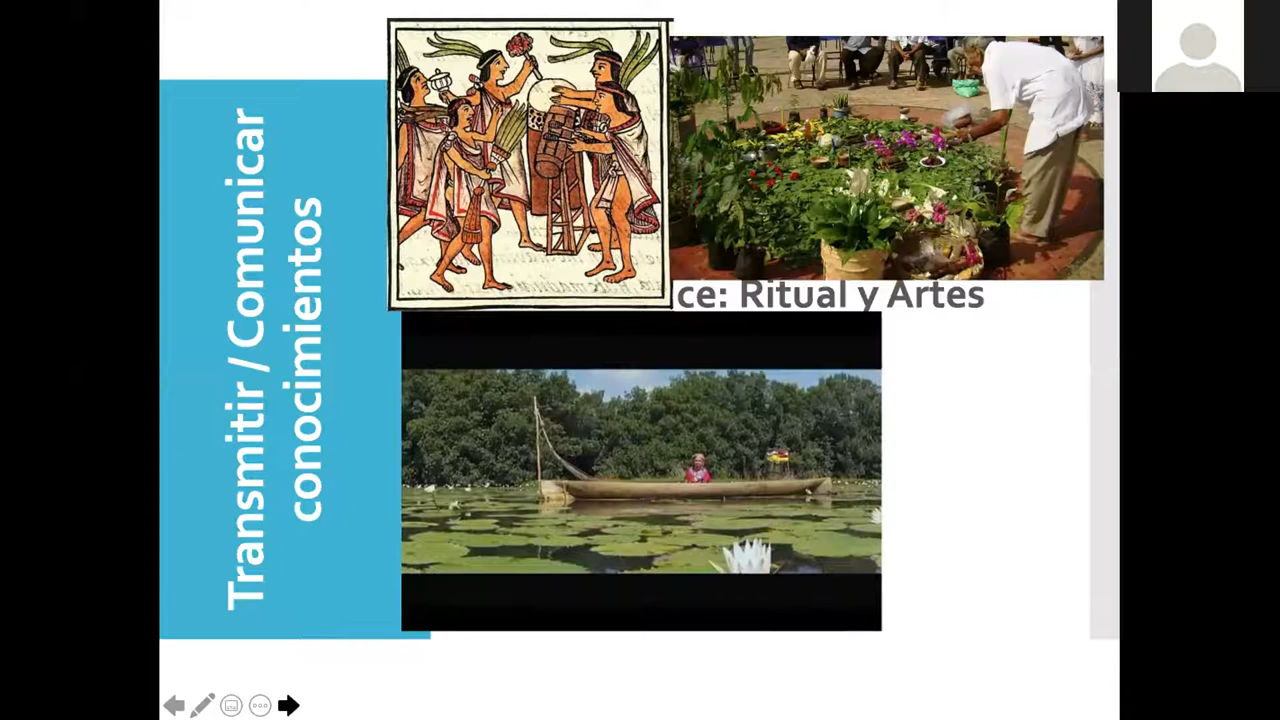 Transmitir / Comunicar
conocimientos
ce: Ritual y Artes